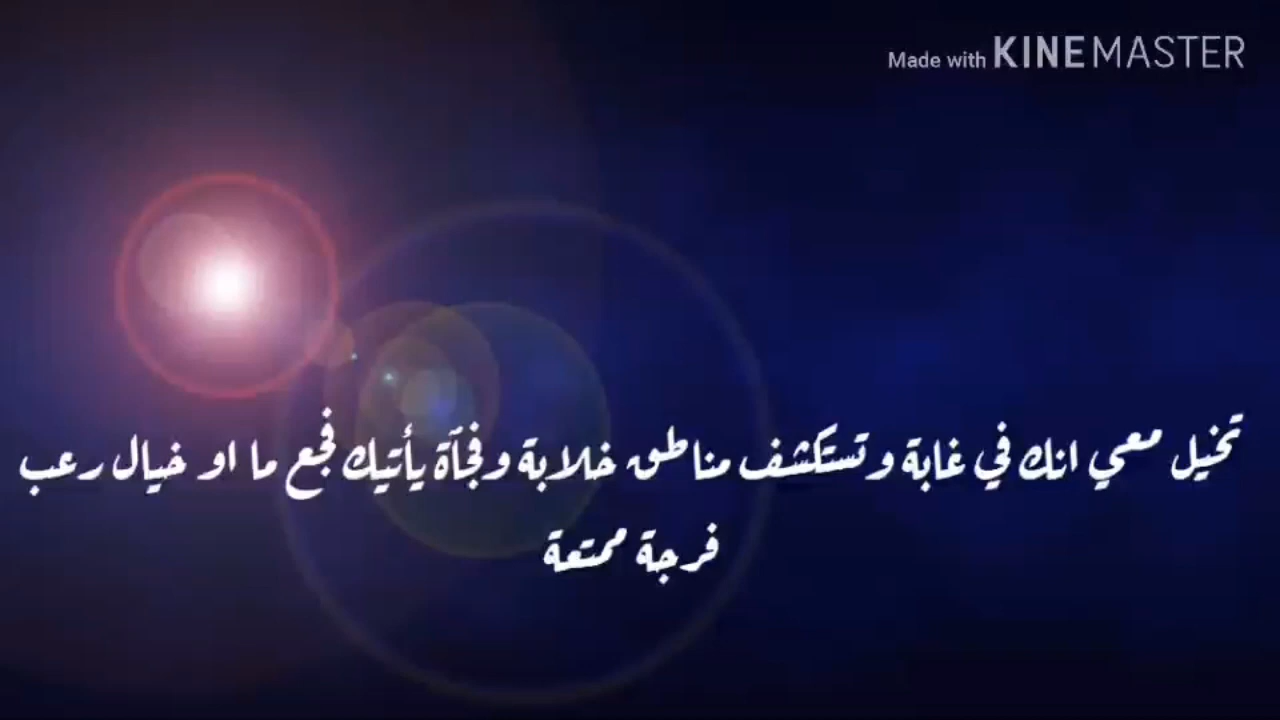 Made with KINEMASTER
تخيل معي انك في غابة وتستكشف مناطق خلابة وفجآة يأتيك فجع ما او خيال رعب
فرجة ممتعة